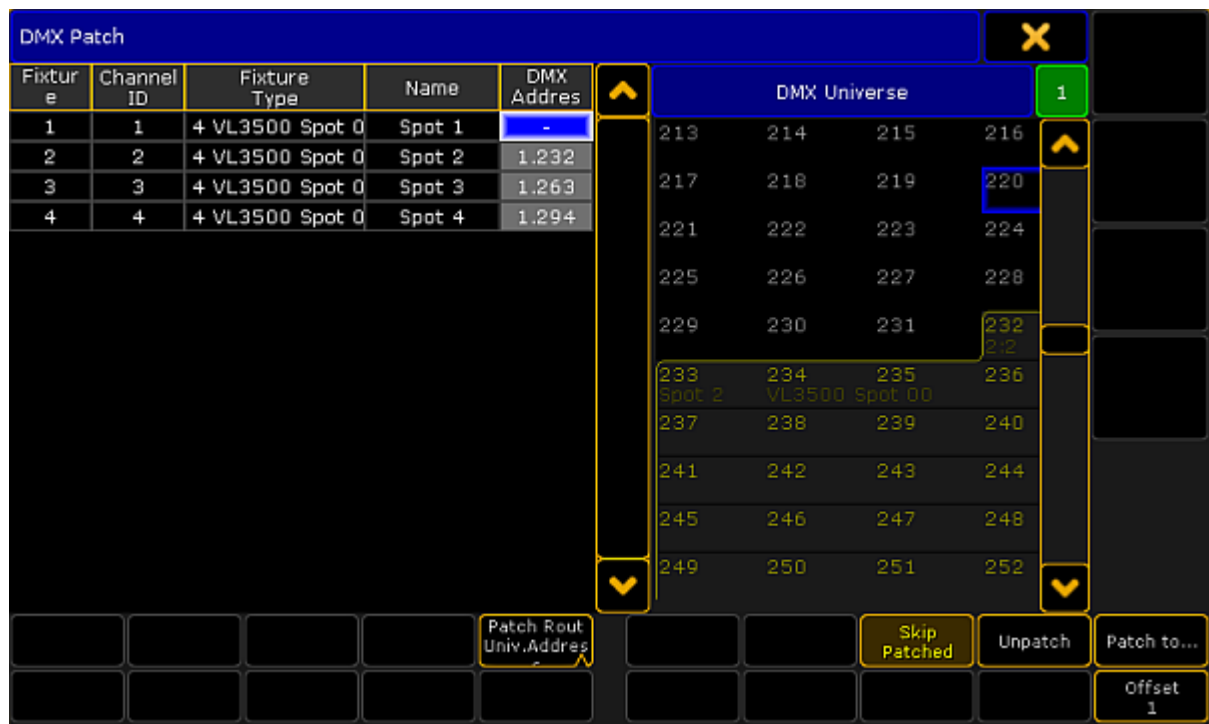 DMX Patch
Fixtur
e
Channel
ID
Fixture
Type
Name
DMX
Addres
1 1 4 VL3500 Spot 0 Spot 1 -
2 2 4 VL3500 Spot 0 Spot 2 1.232
3 3 4 VL3500 Spot 0 Spot 3 1.263
4 4 4 VL3500 Spot 0 Spot 4 1.294
DMX Universe 1
213 214 215 216
217 218 219 220
221 222 223 224
225 226 227 228
229 230 231 232
2:2
233 234 235 236
Spot 2 VL3500 Spot 00
237 238 239 240
241 242 243 244
245 246 247 248
249 250 251 252
Patch Rout
Univ.Addres
Skip
Patched
Unpatch
Patch to...
Offset
1